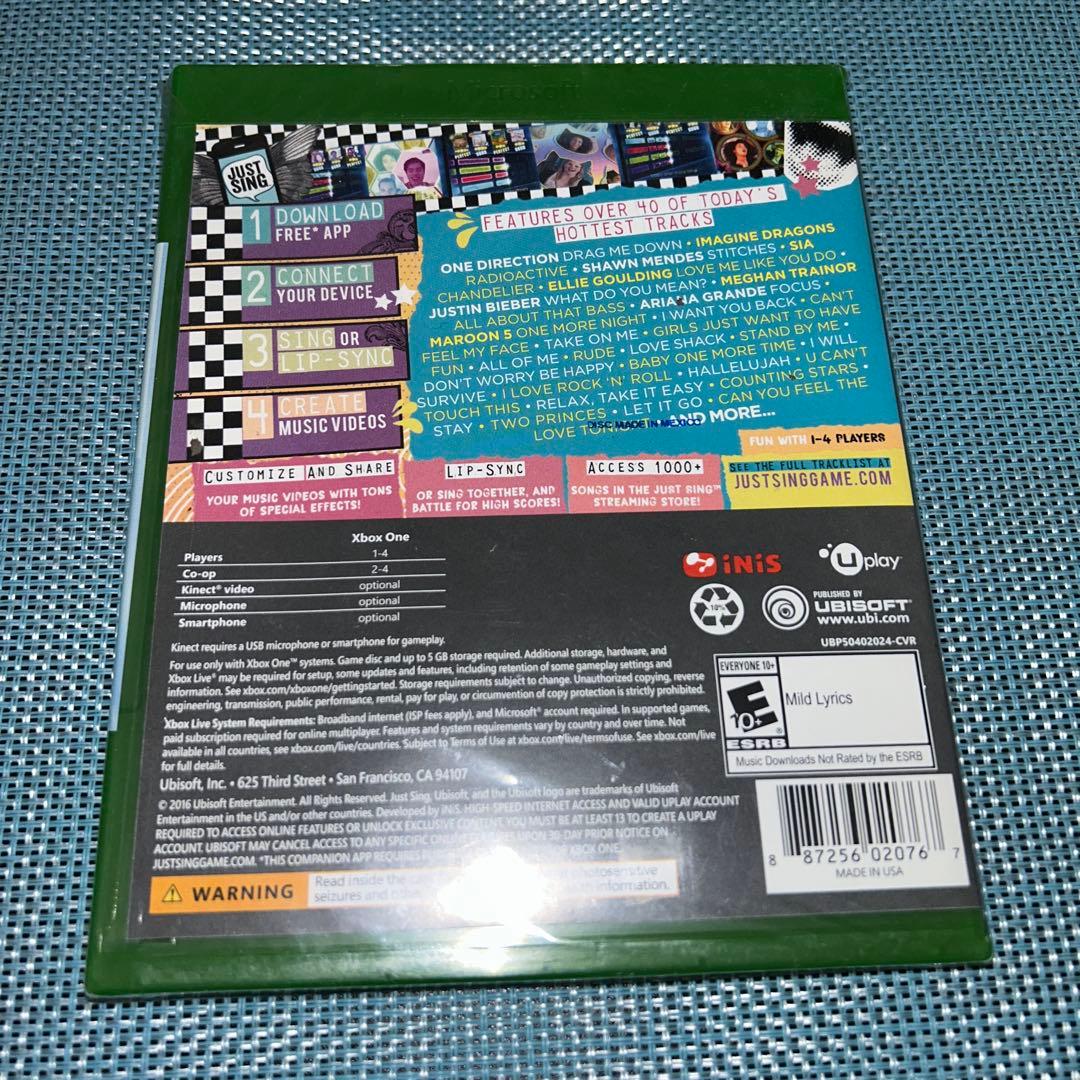 Microsoft
JUST
SING
1 DOWNLOAD
FREE* APP
2 CONNECT
YOUR DEVICE
3 SING OR
LIP-SYNC
4 CREATE
MUSIC VIDEOS
FEATURES OVER 40 OF TODAY'S
HOTTEST TRACKS
ONE DIRECTION DRAG ME DOWN • IMAGINE DRAGONS
RADIOACTIVE • SHAWN MENDES STITCHES • SIA
CHANDELIER • ELLIE GOULDING LOVE ME LIKE YOU DO •
JUSTIN BIEBER WHAT DO YOU MEAN? • MEGHAN TRAINOR
ALL ABOUT THAT BASS • ARIANA GRANDE FOCUS •
MAROON 5 ONE MORE NIGHT • I WANT YOU BACK • CAN'T
FEEL MY FACE • TAKE ON ME • GIRLS JUST WANT TO HAVE
FUN • ALL OF ME • RUDE • LOVE SHACK • STAND BY ME •
DON'T WORRY BE HAPPY • BABY ONE MORE TIME • I WILL
SURVIVE • I LOVE ROCK 'N' ROLL • HALLELUJAH • U CAN'T
TOUCH THIS • RELAX, TAKE IT EASY • COUNTING STARS •
STAY • TWO PRINCES • LET IT GO • CAN YOU FEEL THE
LOVE AND MORE...
DISC MADE IN MEXICO
FUN WITH 1-4 PLAYERS
CUSTOMIZE AND SHARE
YOUR MUSIC VIDEOS WITH TONS
OF SPECIAL EFFECTS!
LIP-SYNC
OR SING TOGETHER, AND
BATTLE FOR HIGH SCORES!
ACCESS 1000+
SONGS IN THE JUST SING™
STREAMING STORE!
SEE THE FULL TRACKLIST AT
JUSTSINGGAME.COM
Xbox One
Players 1-4
Co-op 2-4
Kinect® video optional
Microphone optional
Smartphone optional
iNiS
Uplay
10%
PUBLISHED BY
UBISOFT
www.ubi.com
UBP50402024-CVR
Kinect requires a USB microphone or smartphone for gameplay.
For use only with Xbox One™ systems. Game disc and up to 5 GB storage required. Additional storage, hardware, and
Xbox Live® may be required for setup, some updates and features, including retention of some gameplay settings and
information. See xbox.com/xboxone/gettingstarted. Storage requirements subject to change. Unauthorized copying, reverse
engineering, transmission, public performance, rental, pay for play, or circumvention of copy protection is strictly prohibited.
Xbox Live System Requirements: Broadband internet (ISP fees apply), and Microsoft® account required. In supported games,
paid subscription required for online multiplayer. Features and system requirements vary by country and over time. Not
available in all countries, see xbox.com/live/countries. Subject to Terms of Use at xbox.com/live/termsofuse. See xbox.com/live
for full details.
Ubisoft, Inc. • 625 Third Street • San Francisco, CA 94107
© 2016 Ubisoft Entertainment. All Rights Reserved. Just Sing, Ubisoft, and the Ubisoft logo are trademarks of Ubisoft
Entertainment in the US and/or other countries. Developed by iNiS. HIGH-SPEED INTERNET ACCESS AND VALID UPLAY ACCOUNT
REQUIRED TO ACCESS ONLINE FEATURES OR UNLOCK EXCLUSIVE CONTENT. YOU MUST BE AT LEAST 13 TO CREATE A UPLAY
ACCOUNT. UBISOFT MAY CANCEL ACCESS TO ANY SPECIFIC UPON 30-DAY PRIOR NOTICE ON
JUSTSINGGAME.COM. *THIS COMPANION APP REQUIRES XBOX ONE.
EVERYONE 10+
E
10+
ESRB
Mild Lyrics
Music Downloads Not Rated by the ESRB
8 87256 02076 7
MADE IN USA
WARNING
Read inside the photosensitive
seizures and information.